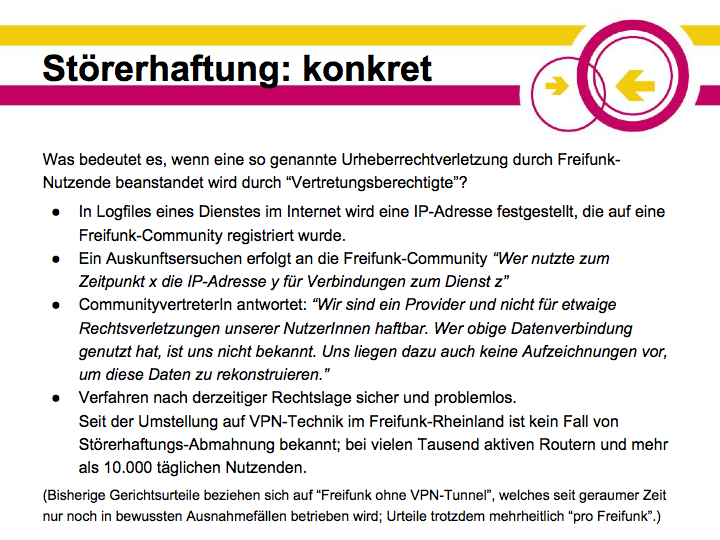 Störerhaftung: konkret
Was bedeutet es, wenn eine so genannte Urheberrechtverletzung durch Freifunk-
Nutzende beanstandet wird durch “Vertretungsberechtigte”?
● In Logfiles eines Dienstes im Internet wird eine IP-Adresse festgestellt, die auf eine
Freifunk-Community registriert wurde.
● Ein Auskunftsersuchen erfolgt an die Freifunk-Community “Wer nutzte zum
Zeitpunkt x die IP-Adresse y für Verbindungen zum Dienst z”
● CommunityvertreterIn antwortet: “Wir sind ein Provider und nicht für etwaige
Rechtsverletzungen unserer NutzerInnen haftbar. Wer obige Datenverbindung
genutzt hat, ist uns nicht bekannt. Uns liegen dazu auch keine Aufzeichnungen vor,
um diese Daten zu rekonstruieren.”
● Verfahren nach derzeitiger Rechtslage sicher und problemlos.
Seit der Umstellung auf VPN-Technik im Freifunk-Rheinland ist kein Fall von
Störerhaftungs-Abmahnung bekannt; bei vielen Tausend aktiven Routern und mehr
als 10.000 täglichen Nutzenden.
(Bisherige Gerichtsurteile beziehen sich auf “Freifunk ohne VPN-Tunnel”, welches seit geraumer Zeit
nur noch in bewussten Ausnahmefällen betrieben wird; Urteile trotzdem mehrheitlich “pro Freifunk”.)